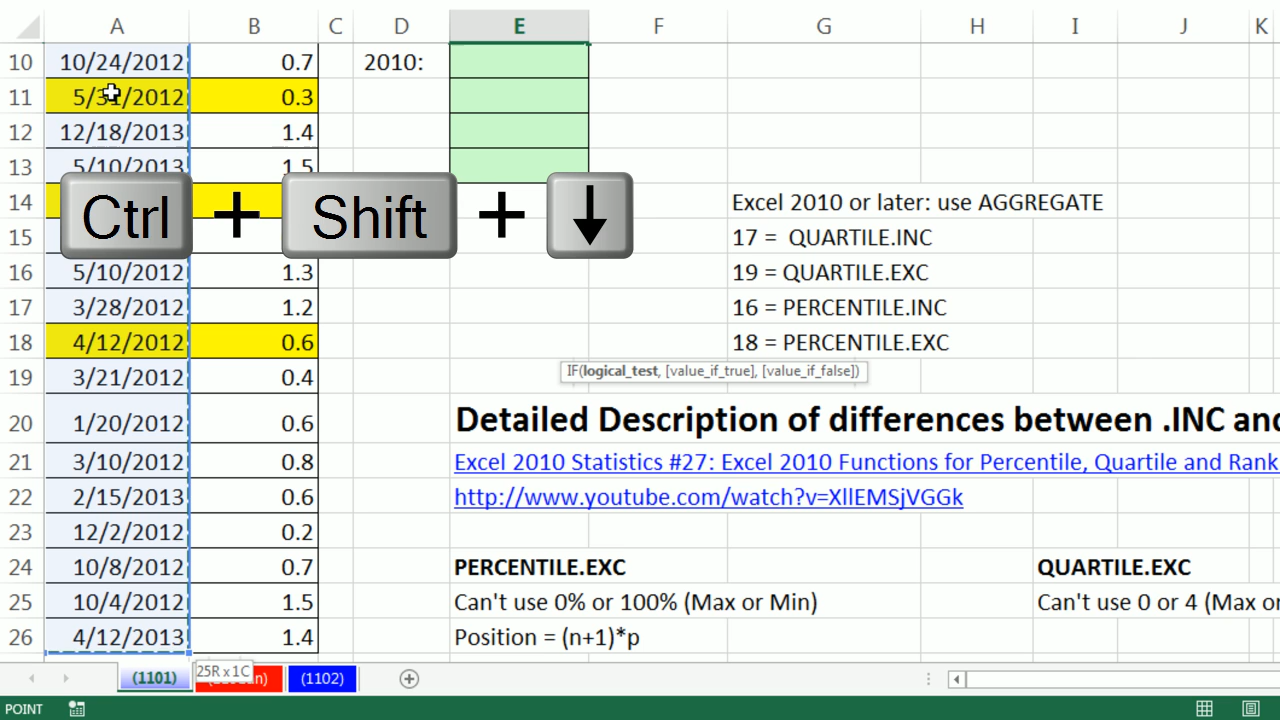 A B C D E F G H I J K
10 10/24/2012 0.7 2010:
11 5/31/2012 0.3
12 12/18/2013 1.4
13 5/10/2013 1.5
14 Excel 2010 or later: use AGGREGATE
Ctrl + Shift + ↓
15 17 = QUARTILE.INC
16 5/10/2012 1.3 19 = QUARTILE.EXC
17 3/28/2012 1.2 16 = PERCENTILE.INC
18 4/12/2012 0.6 18 = PERCENTILE.EXC
19 3/21/2012 0.4
IF(logical_test, [value_if_true], [value_if_false])
20 1/20/2012 0.6 Detailed Description of differences between .INC and
21 3/10/2012 0.8 Excel 2010 Statistics #27: Excel 2010 Functions for Percentile, Quartile and Rank
22 2/15/2013 0.6 http://www.youtube.com/watch?v=XllEMSjVGGk
23 12/2/2012 0.2
24 10/8/2012 0.7 PERCENTILE.EXC QUARTILE.EXC
25 10/4/2012 1.5 Can't use 0% or 100% (Max or Min) Can't use 0 or 4 (Max or
26 4/12/2013 1.4 Position = (n+1)*p
(1101) 25R x 1C (1102)
POINT